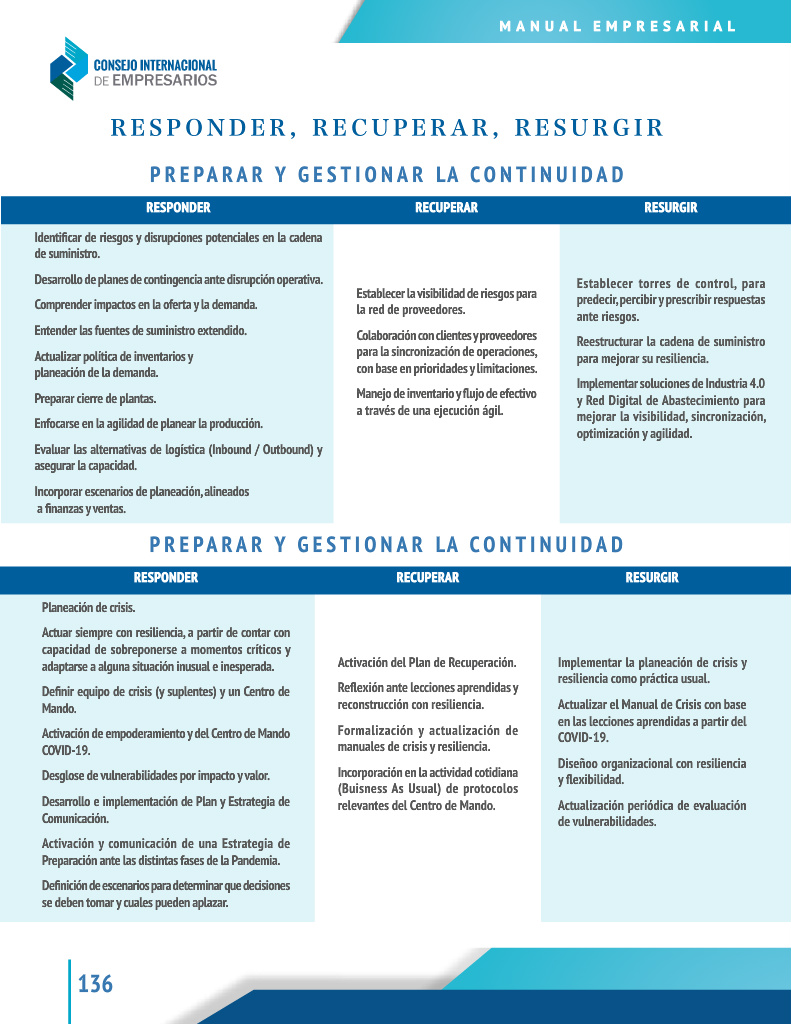 MANUAL EMPRESARIAL
CONSEJO INTERNACIONAL
DE EMPRESARIOS
RESPONDER, RECUPERAR, RESURGIR
PREPARAR Y GESTIONAR LA CONTINUIDAD
RESPONDER
Identificar de riesgos y disrupciones potenciales en la cadena
de suministro.
Desarrollo de planes de contingencia ante disrupción operativa.
Comprender impactos en la oferta y la demanda.
Entender las fuentes de suministro extendido.
Actualizar política de inventarios y
planeación de la demanda.
Preparar cierre de plantas.
Enfocarse en la agilidad de planear la producción.
Evaluar las alternativas de logística (Inbound / Outbound) y
asegurar la capacidad.
Incorporar escenarios de planeación, alineados
a finanzas y ventas.
RECUPERAR
Establecer la visibilidad de riesgos para
la red de proveedores.
Colaboración con clientes y proveedores
para la sincronización de operaciones,
con base en prioridades y limitaciones.
Manejo de inventario y flujo de efectivo
a través de una ejecución ágil.
RESURGIR
Establecer torres de control, para
predecir, percibir y prescribir respuestas
ante riesgos.
Reestructurar la cadena de suministro
para mejorar su resiliencia.
Implementar soluciones de Industria 4.0
y Red Digital de Abastecimiento para
mejorar la visibilidad, sincronización,
optimización y agilidad.
PREPARAR Y GESTIONAR LA CONTINUIDAD
RESPONDER
Planeación de crisis.
Actuar siempre con resiliencia, a partir de contar con
capacidad de sobreponerse a momentos críticos y
adaptarse a alguna situación inusual e inesperada.
Definir equipo de crisis (y suplentes) y un Centro de
Mando.
Activación de empoderamiento y del Centro de Mando
COVID-19.
Desglose de vulnerabilidades por impacto y valor.
Desarrollo e implementación de Plan y Estrategia de
Comunicación.
Activación y comunicación de una Estrategia de
Preparación ante las distintas fases de la Pandemia.
Definición de escenarios para determinar que decisiones
se deben tomar y cuales pueden aplazar.
RECUPERAR
Activación del Plan de Recuperación.
Reflexión ante lecciones aprendidas y
reconstrucción con resiliencia.
Formalización y actualización de
manuales de crisis y resiliencia.
Incorporación en la actividad cotidiana
(Buisness As Usual) de protocolos
relevantes del Centro de Mando.
RESURGIR
Implementar la planeación de crisis y
resiliencia como práctica usual.
Actualizar el Manual de Crisis con base
en las lecciones aprendidas a partir del
COVID-19.
Diseñoo organizacional con resiliencia
y flexibilidad.
Actualización periódica de evaluación
de vulnerabilidades.
136